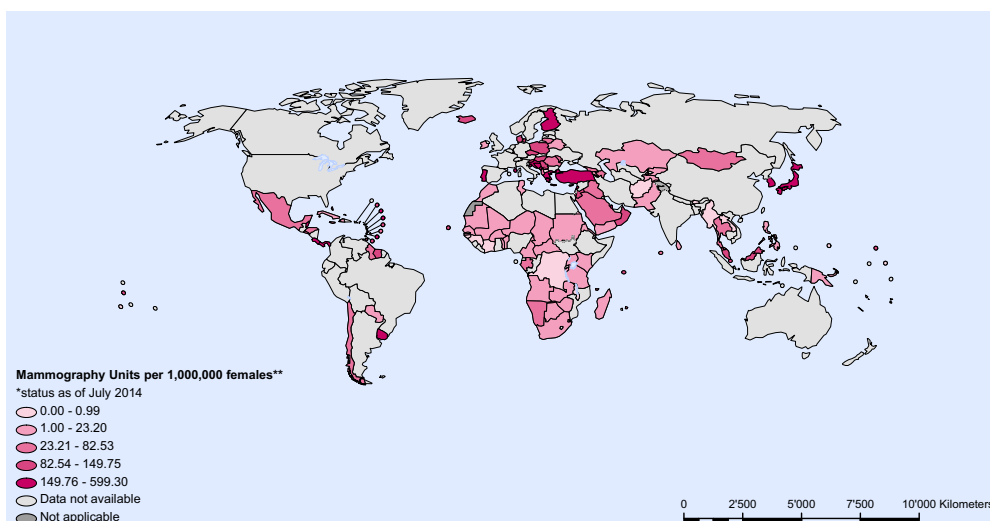 Mammography Units per 1,000,000 females**
*status as of July 2014
0.00 - 0.99
1.00 - 23.20
23.21 - 82.53
82.54 - 149.75
149.76 - 599.30
Data not available
Not applicable
0 2'500 5'000 7'500 10'000 Kilometers